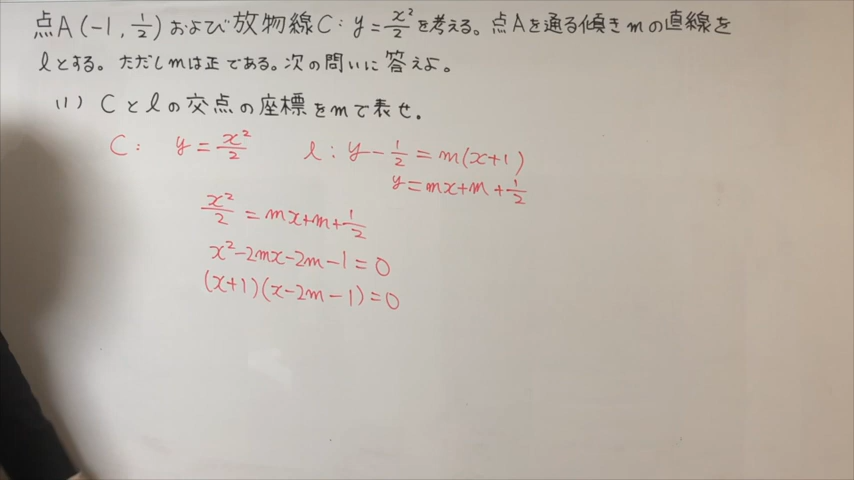 点A(-1, 1/2)および放物線C: y=x²/2を考える。点Aを通る傾きmの直線を
lとする。ただしmは正である。次の問いに答えよ。
(1) Cとlの交点の座標をmで表せ。
C: y=x²/2 l: y-1/2=m(x+1)
y=mx+m+1/2
x²/2=mx+m+1/2
x²-2mx-2m-1=0
(x+1)(x-2m-1)=0